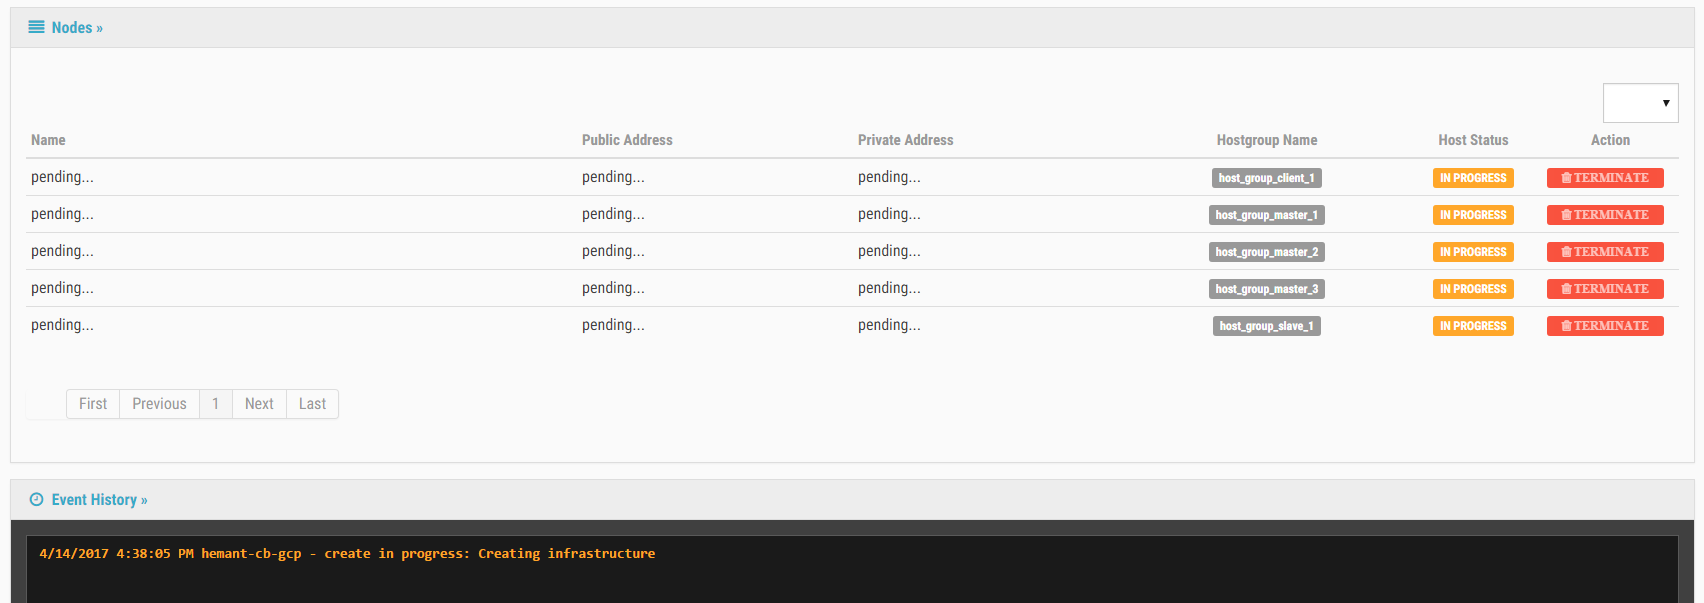 Nodes »
Name Public Address Private Address Hostgroup Name Host Status Action
pending... pending... pending... host_group_client_1 IN PROGRESS TERMINATE
pending... pending... pending... host_group_master_1 IN PROGRESS TERMINATE
pending... pending... pending... host_group_master_2 IN PROGRESS TERMINATE
pending... pending... pending... host_group_master_3 IN PROGRESS TERMINATE
pending... pending... pending... host_group_slave_1 IN PROGRESS TERMINATE
First Previous 1 Next Last
Event History »
4/14/2017 4:38:05 PM hemant-cb-gcp - create in progress: Creating infrastructure